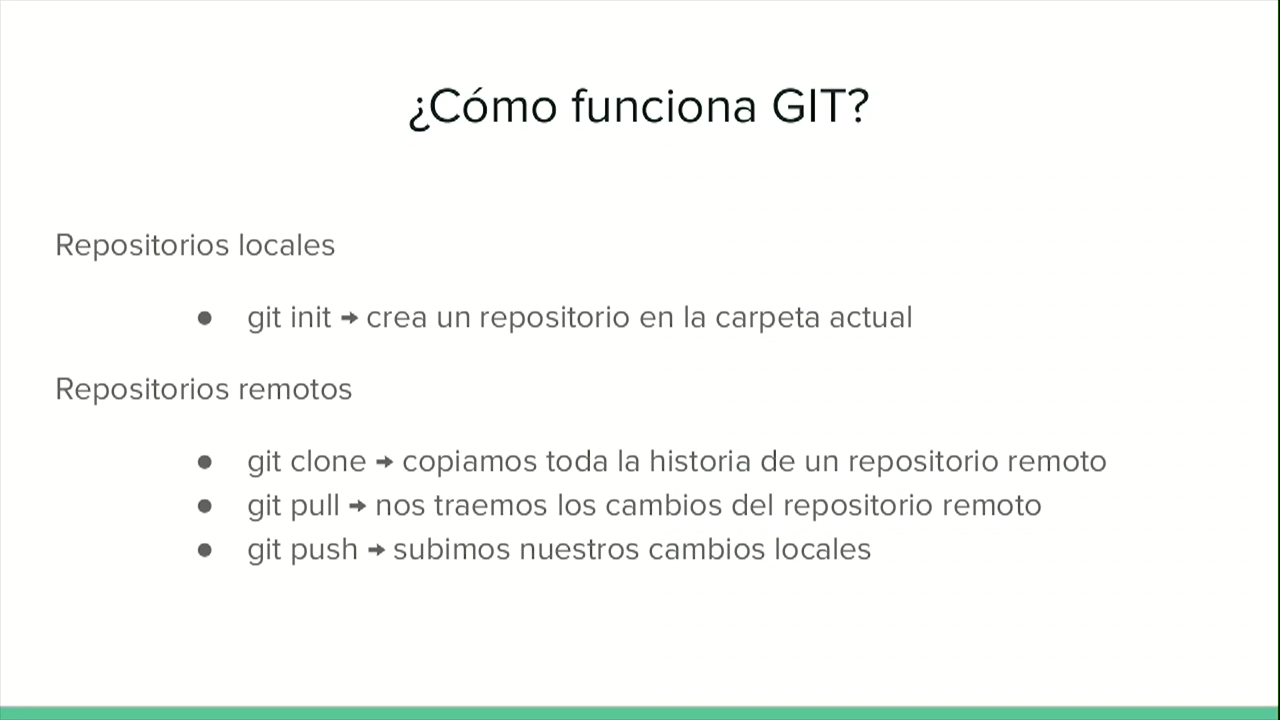 ¿Cómo funciona GIT?
Repositorios locales
● git init → crea un repositorio en la carpeta actual
Repositorios remotos
● git clone → copiamos toda la historia de un repositorio remoto
● git pull → nos traemos los cambios del repositorio remoto
● git push → subimos nuestros cambios locales